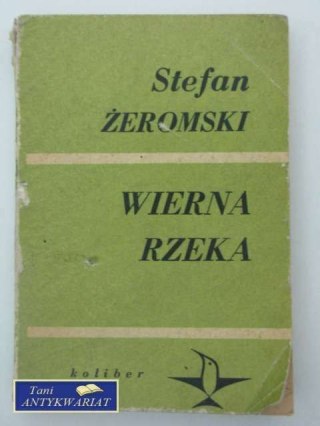 Stefan
ŻEROMSKI
WIERNA
RZEKA
koliber
Tani
ANTYKWARIAT